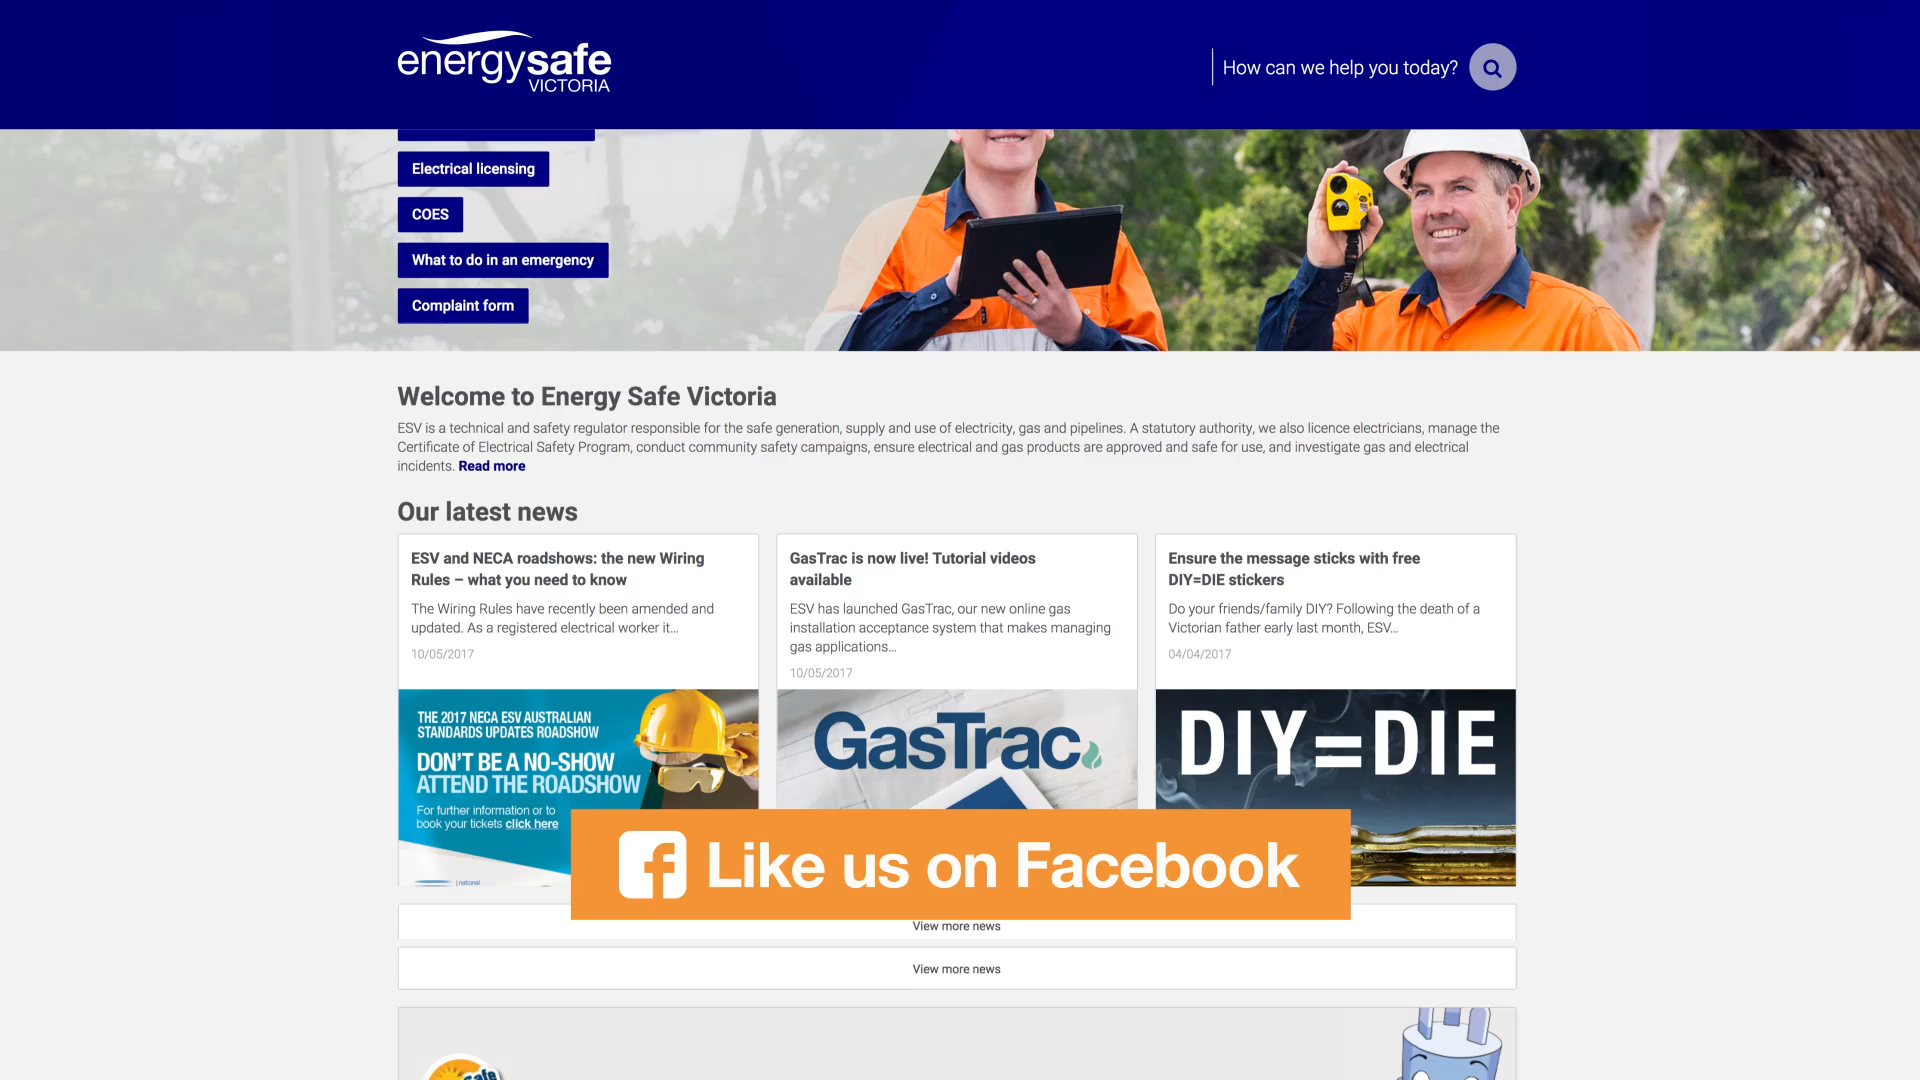 energysafe
VICTORIA
How can we help you today?
Electrical licensing
COES
What to do in an emergency
Complaint form
Welcome to Energy Safe Victoria
ESV is a technical and safety regulator responsible for the safe generation, supply and use of electricity, gas and pipelines. A statutory authority, we also licence electricians, manage the
Certificate of Electrical Safety Program, conduct community safety campaigns, ensure electrical and gas products are approved and safe for use, and investigate gas and electrical
incidents. Read more
Our latest news
ESV and NECA roadshows: the new Wiring
Rules – what you need to know
The Wiring Rules have recently been amended and
updated. As a registered electrical worker it...
10/05/2017
THE 2017 NECA ESV AUSTRALIAN
STANDARDS UPDATES ROADSHOW
DON'T BE A NO-SHOW
ATTEND THE ROADSHOW
For further information or to
book your tickets click here
national
GasTrac is now live! Tutorial videos
available
ESV has launched GasTrac, our new online gas
installation acceptance system that makes managing
gas applications...
10/05/2017
GasTrac
Ensure the message sticks with free
DIY=DIE stickers
Do your friends/family DIY? Following the death of a
Victorian father early last month, ESV...
04/04/2017
DIY=DIE
Like us on Facebook
View more news
View more news
Safe